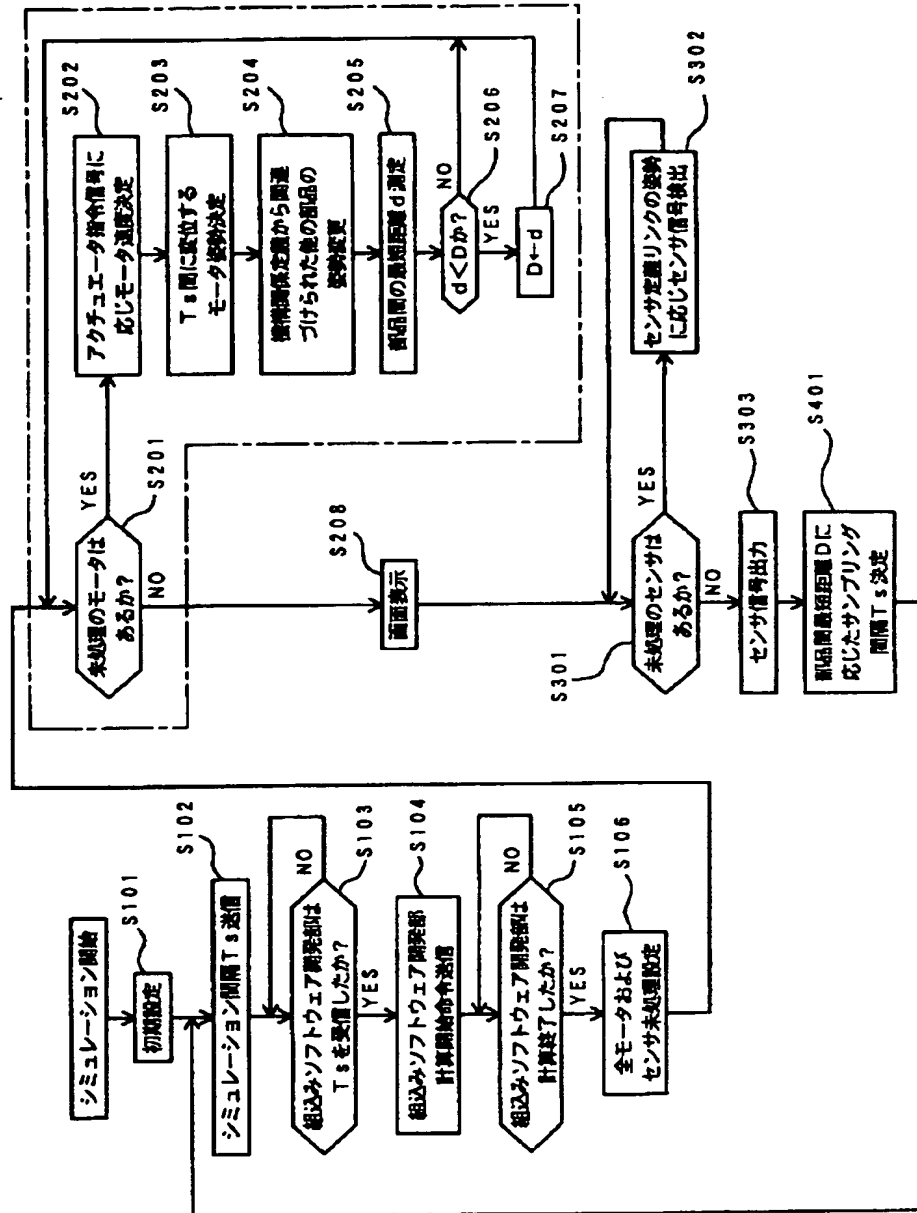 シミュレーション開始
初期設定
S101
シミュレーション間隔Ts送信
S102
組込みソフトウェア開発部は
Tsを受信したか?
S103
NO
YES
組込みソフトウェア開発部
計算開始命令送信
S104
組込みソフトウェア開発部は
計算終了したか?
S105
NO
YES
全モータおよび
センサ未処理設定
S106
未処理のモータは
あるか?
S201
YES
NO
アクチュエータ指令信号に
応じモータ速度決定
S202
Ts間に変位する
モータ姿勢決定
S203
機構関係定義から関連
づけられた他の部品の
姿勢変更
S204
部品間の最短距離d測定
S205
d<Dか?
S206
NO
YES
D←d
S207
画面表示
S208
未処理のセンサは
あるか?
S301
YES
NO
センサ定義リンクの姿勢
に応じセンサ信号検出
S302
センサ信号出力
S303
部品間最短距離Dに
応じたサンプリング
間隔Ts決定
S401